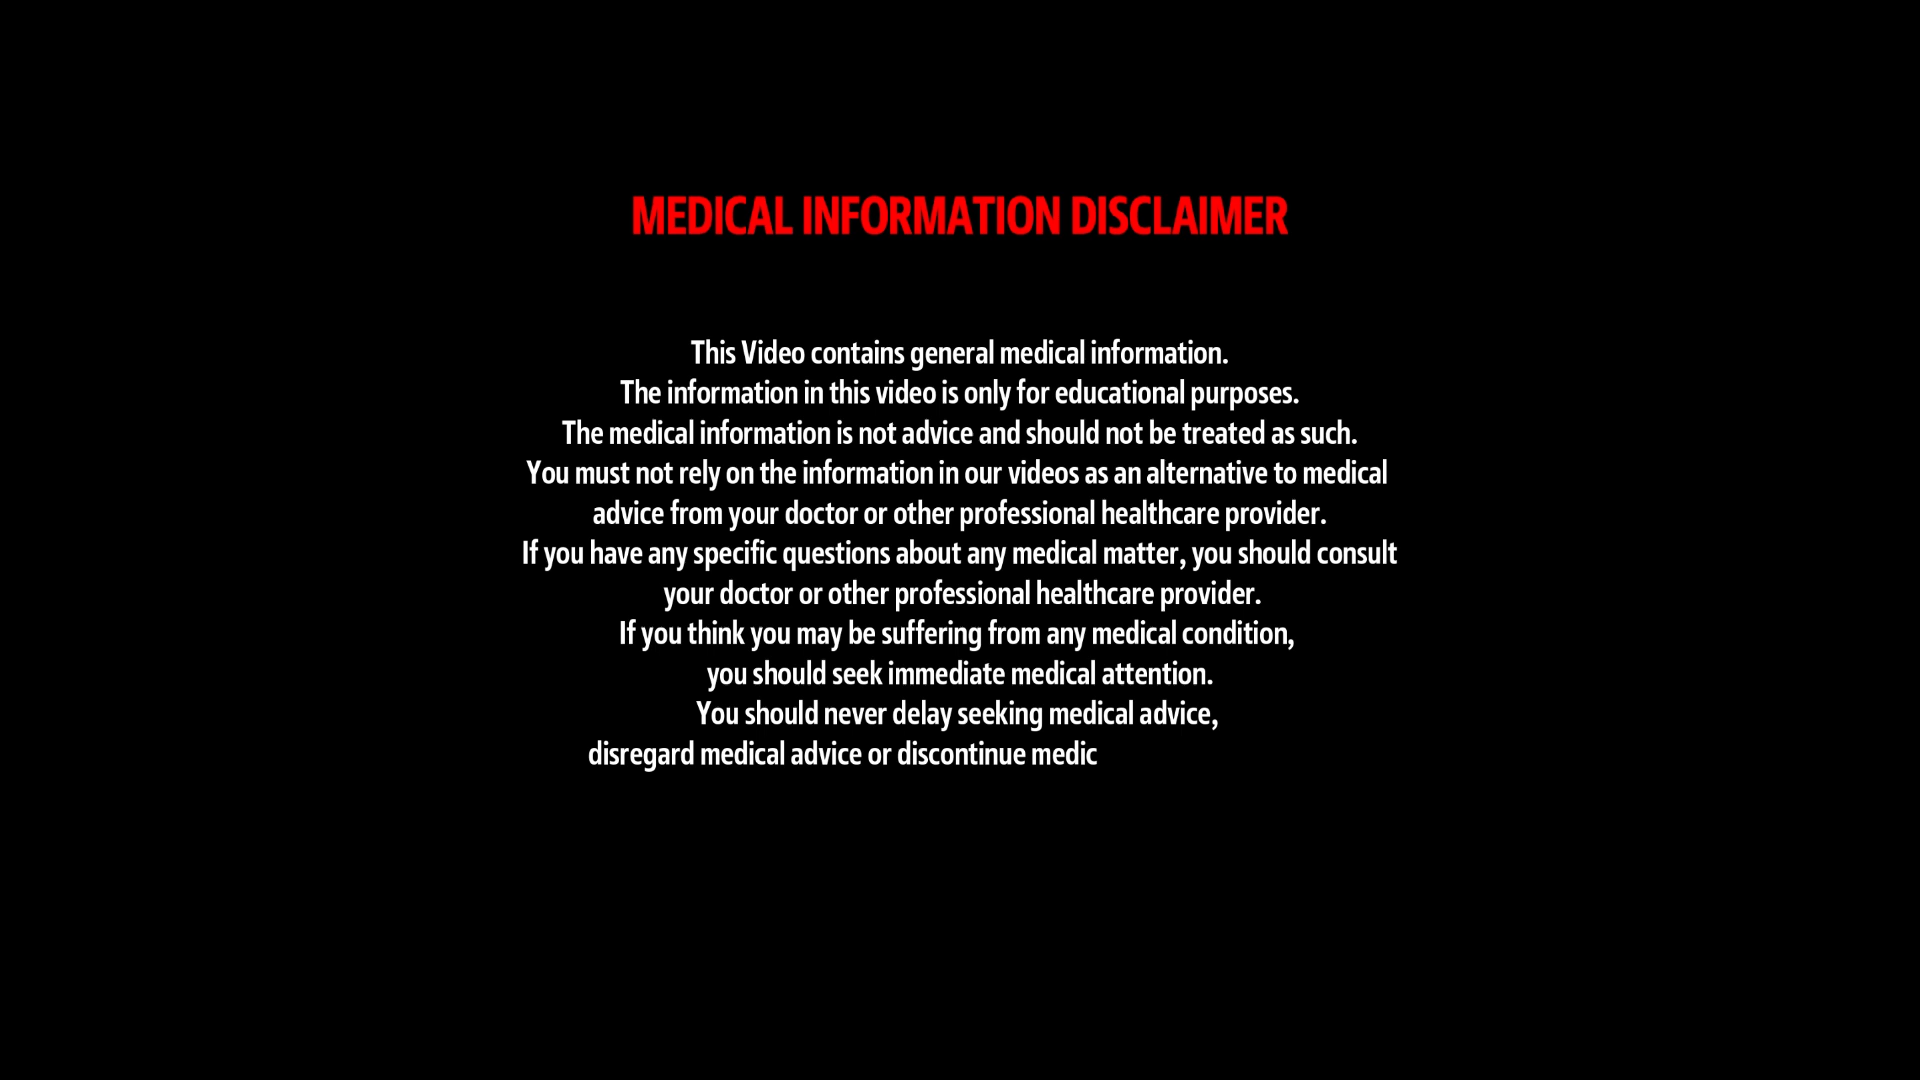 MEDICAL INFORMATION DISCLAIMER
This Video contains general medical information.
The information in this video is only for educational purposes.
The medical information is not advice and should not be treated as such.
You must not rely on the information in our videos as an alternative to medical
advice from your doctor or other professional healthcare provider.
If you have any specific questions about any medical matter, you should consult
your doctor or other professional healthcare provider.
If you think you may be suffering from any medical condition,
you should seek immediate medical attention.
You should never delay seeking medical advice,
disregard medical advice or discontinue medic